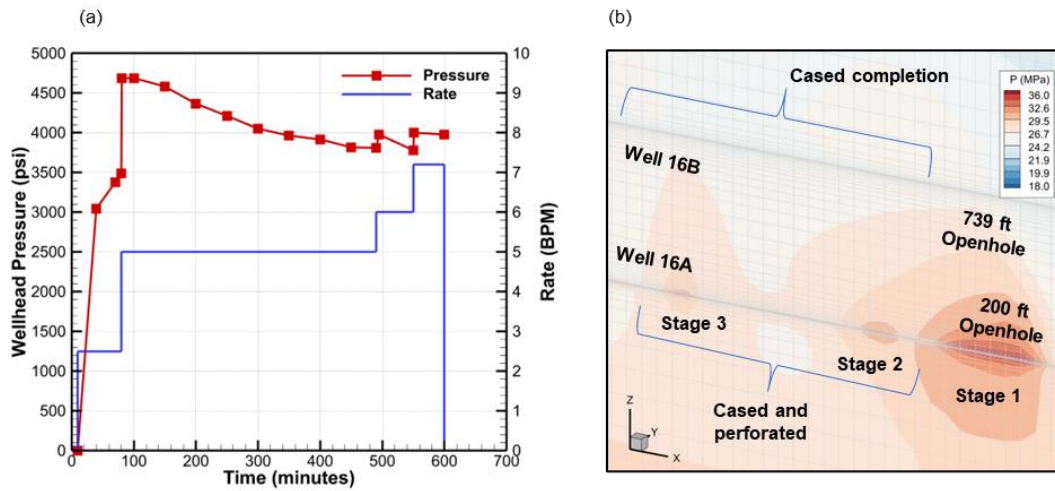 (a)
5000
4500
4000
3500
3000
2500
2000
1500
1000
500
0
Wellhead Pressure (psi)
10
9
8
7
6
5
4
3
2
1
0
Rate (BPM)
Pressure
Rate
0 100 200 300 400 500 600 700
Time (minutes)
(b)
Cased completion
P (MPa)
36.0
32.6
29.5
26.7
24.2
21.9
19.9
18.0
Well 16B
739 ft
Openhole
Well 16A
200 ft
Openhole
Stage 3
Stage 2
Stage 1
Cased and
perforated
Z
Y
X